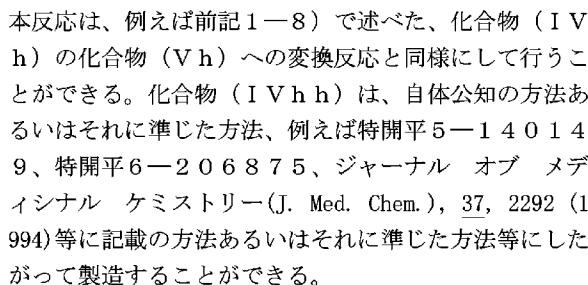 本反応は、例えば前記１―８）で述べた、化合物（ＩＶ
ｈ）の化合物（Ｖｈ）への変換反応と同様にして行うこ
とができる。化合物（ＩＶｈｈ）は、自体公知の方法あ
るいはそれに準じた方法、例えば特開平５―１４０１４
９、特開平６―２０６８７５、ジャーナル　オブ　メデ
ィシナル　ケミストリー(J. Med. Chem.), 37, 2292 (1
994)等に記載の方法あるいはそれに準じた方法等にした
がって製造することができる。